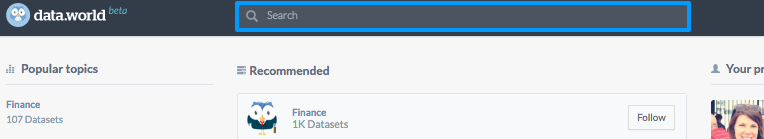 data.world beta
Search
Popular topics
Recommended
Your pr
Finance
107 Datasets
Finance
1K Datasets
Follow